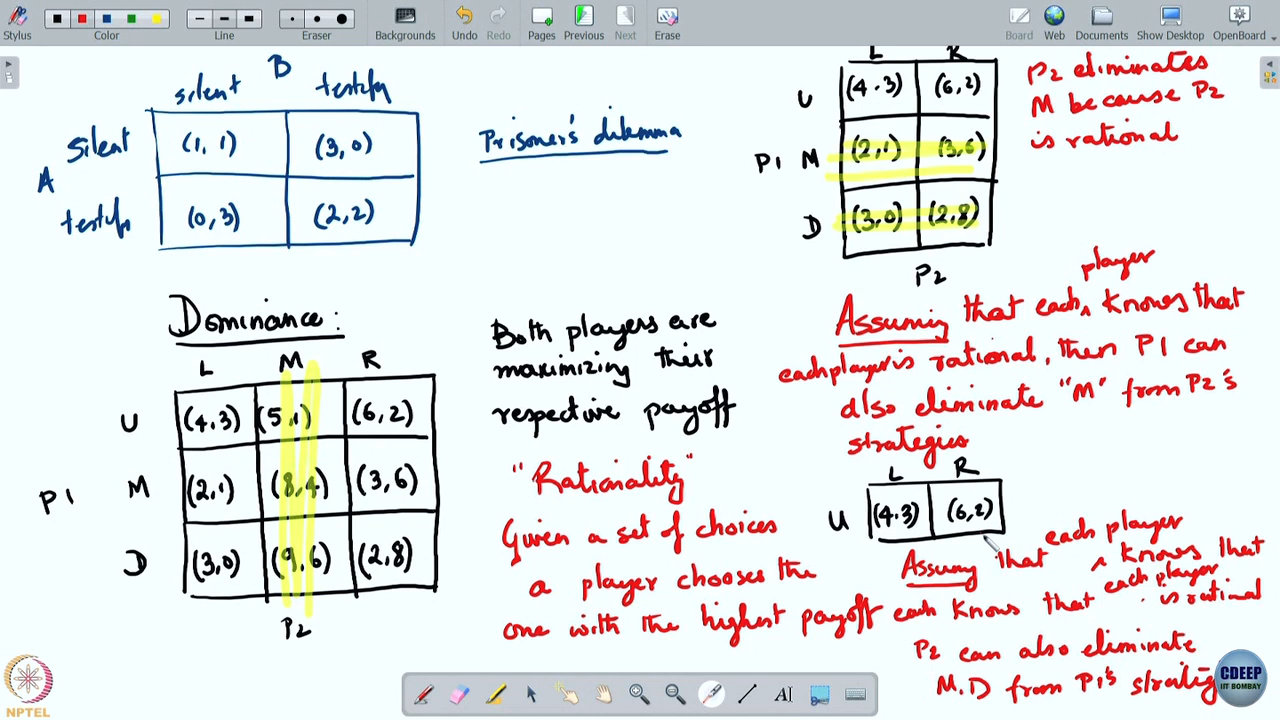 Stylus
Color
Line
Eraser
Backgrounds
Undo
Redo
Pages
Previous
Next
Erase
Board
Web
Documents
Show Desktop
OpenBoard
B
silent testify
A
silent (1, 1) (3, 0)
testify (0, 3) (2, 2)
Prisoner's dilemma
Dominance:
L M R
U (4,3) (5,1) (6,2)
P1 M (2,1) (8,4) (3,6)
D (3,0) (9,6) (2,8)
P2
Both players are
maximizing their
respective payoff
"Rationality"
Given a set of choices
a player chooses the
one with the highest payoff
L R
U (4.3) (6,2)
P1 M (2,1) (3,6)
D (3,0) (2,8)
P2
P2 eliminates
M because P2
is rational
player
Assuming that each, knows that
each player is rational, then P1 can
also eliminate "M" from P2's
strategies
L R
U (4.3) (6,2)
each player
Assuming that knows that
each knows that each player
is rational
P2 can also eliminate
M.D from P1's
NPTEL
CDEEP
IIT BOMBAY